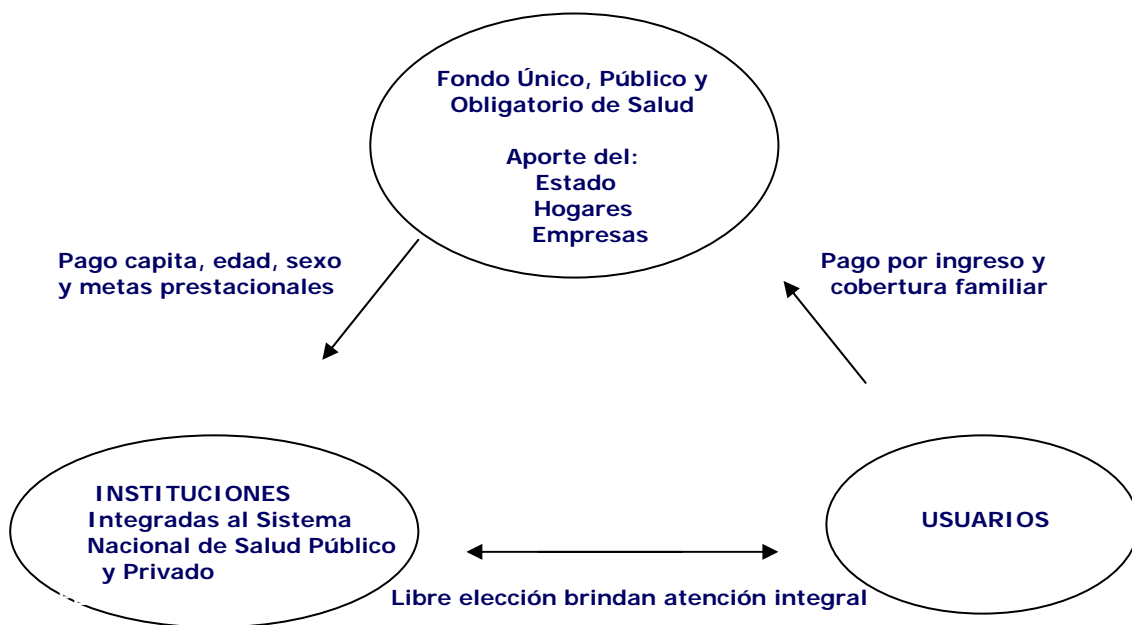 Fondo Único, Público y
Obligatorio de Salud
Aporte del:
Estado
Hogares
Empresas
Pago capita, edad, sexo
y metas prestacionales
Pago por ingreso y
cobertura familiar
INSTITUCIONES
Integradas al Sistema
Nacional de Salud Público
y Privado
USUARIOS
Libre elección brindan atención integral